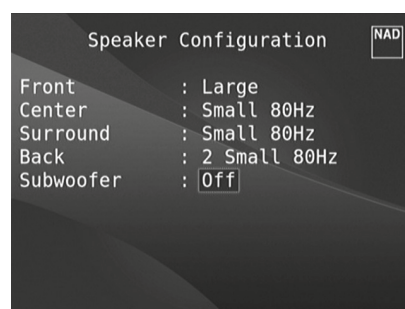 Speaker Configuration
NAD
Front : Large
Center : Small 80Hz
Surround : Small 80Hz
Back : 2 Small 80Hz
Subwoofer : Off